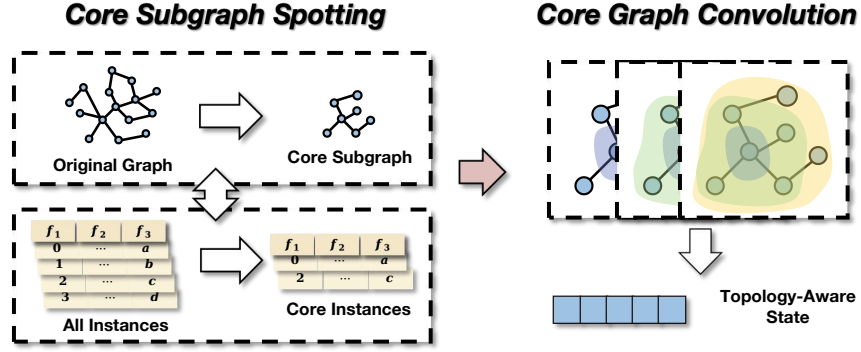 Core Subgraph Spotting
Core Graph Convolution
Original Graph
Core Subgraph
f1 f2 f3
0 ... a
1 ... b
2 ... c
3 ... d
All Instances
f1 f2 f3
0 ... a
2 ... c
Core Instances
Topology-Aware
State